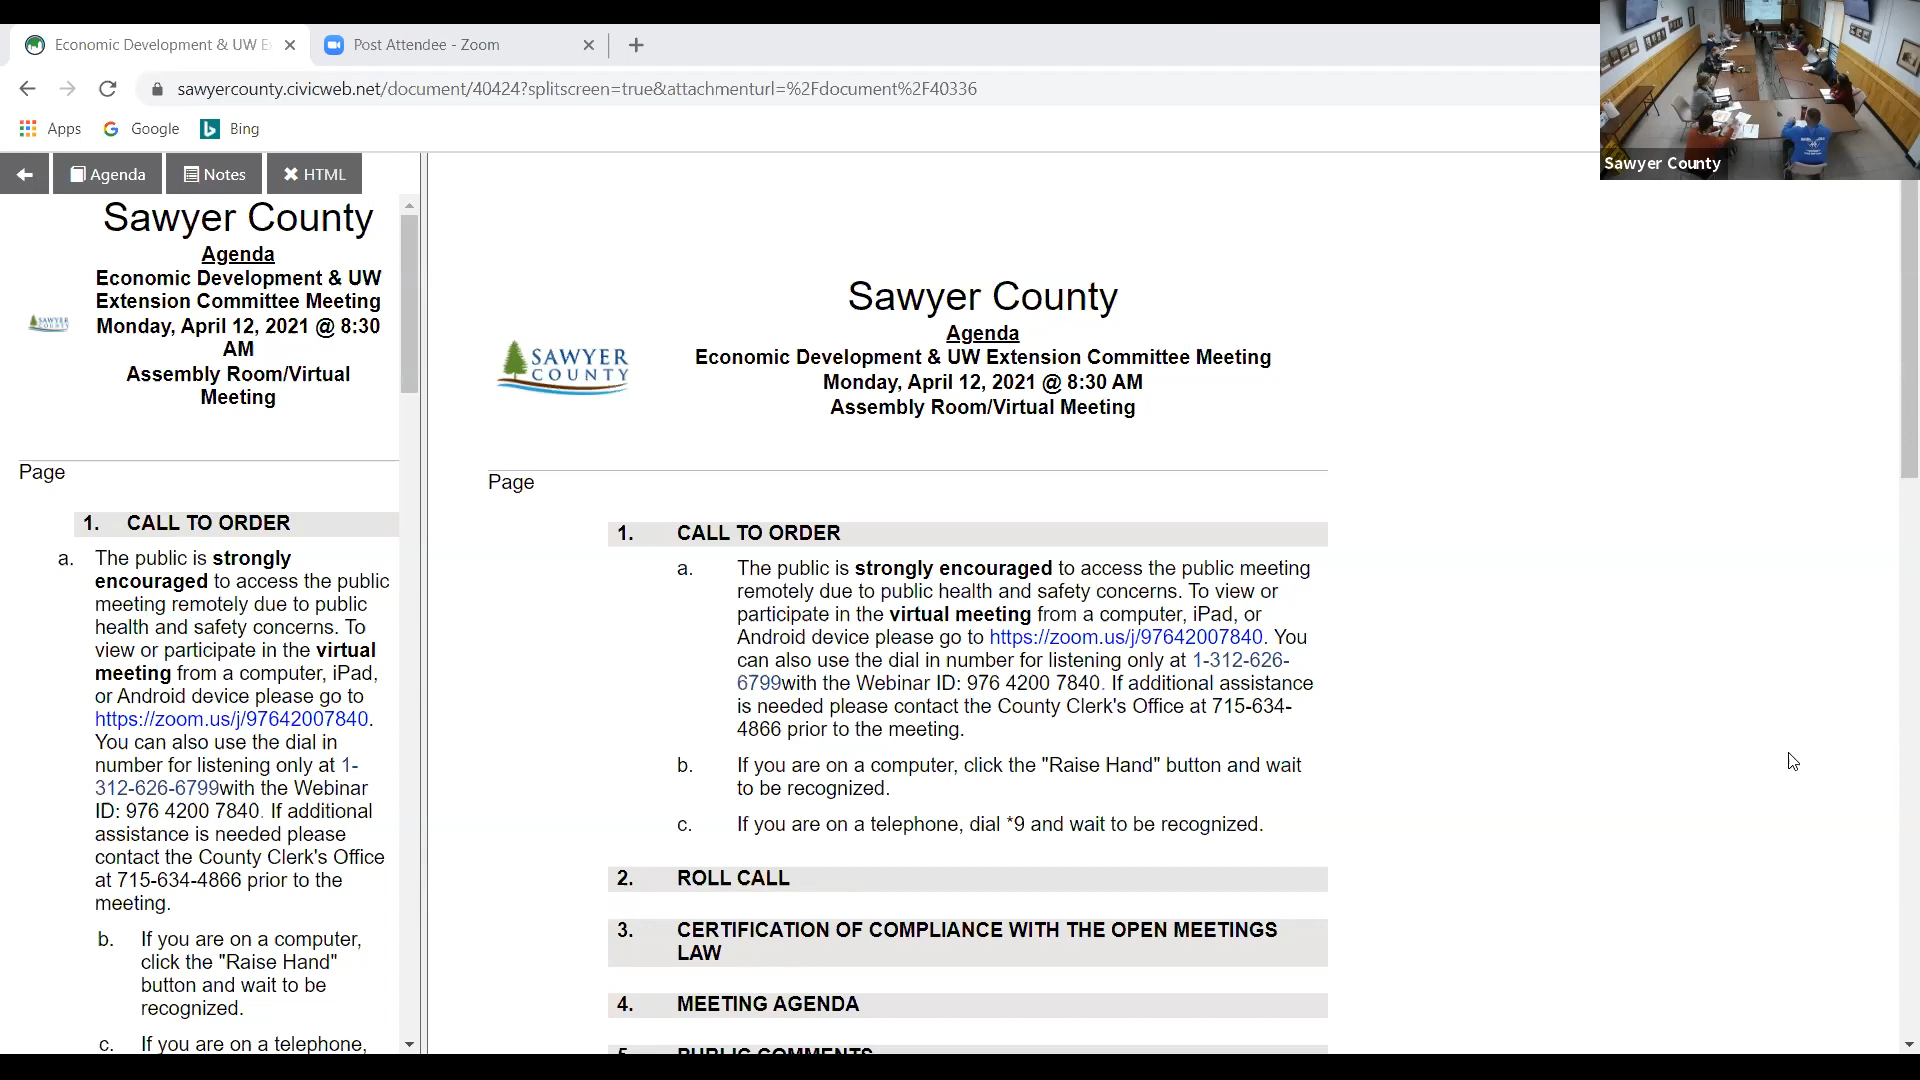 Economic Development & UW E
Post Attendee - Zoom
sawyercounty.civicweb.net/document/40424?splitscreen=true&attachmenturl=%2Fdocument%2F40336
Apps
Google
Bing
Sawyer County
Agenda
Notes
HTML
Sawyer County
Agenda
Economic Development & UW
Extension Committee Meeting
Monday, April 12, 2021 @ 8:30
AM
Assembly Room/Virtual
Meeting
SAWYER
COUNTY
Page
1. CALL TO ORDER
a. The public is strongly
encouraged to access the public
meeting remotely due to public
health and safety concerns. To
view or participate in the virtual
meeting from a computer, iPad,
or Android device please go to
https://zoom.us/j/97642007840.
You can also use the dial in
number for listening only at 1-
312-626-6799with the Webinar
ID: 976 4200 7840. If additional
assistance is needed please
contact the County Clerk's Office
at 715-634-4866 prior to the
meeting.
b. If you are on a computer,
click the "Raise Hand"
button and wait to be
recognized.
c. If you are on a telephone,
Sawyer County
Agenda
Economic Development & UW Extension Committee Meeting
Monday, April 12, 2021 @ 8:30 AM
Assembly Room/Virtual Meeting
SAWYER
COUNTY
Page
1. CALL TO ORDER
a. The public is strongly encouraged to access the public meeting
remotely due to public health and safety concerns. To view or
participate in the virtual meeting from a computer, iPad, or
Android device please go to https://zoom.us/j/97642007840. You
can also use the dial in number for listening only at 1-312-626-
6799with the Webinar ID: 976 4200 7840. If additional assistance
is needed please contact the County Clerk's Office at 715-634-
4866 prior to the meeting.
b. If you are on a computer, click the "Raise Hand" button and wait
to be recognized.
c. If you are on a telephone, dial *9 and wait to be recognized.
2. ROLL CALL
3. CERTIFICATION OF COMPLIANCE WITH THE OPEN MEETINGS
LAW
4. MEETING AGENDA
5. PUBLIC COMMENTS